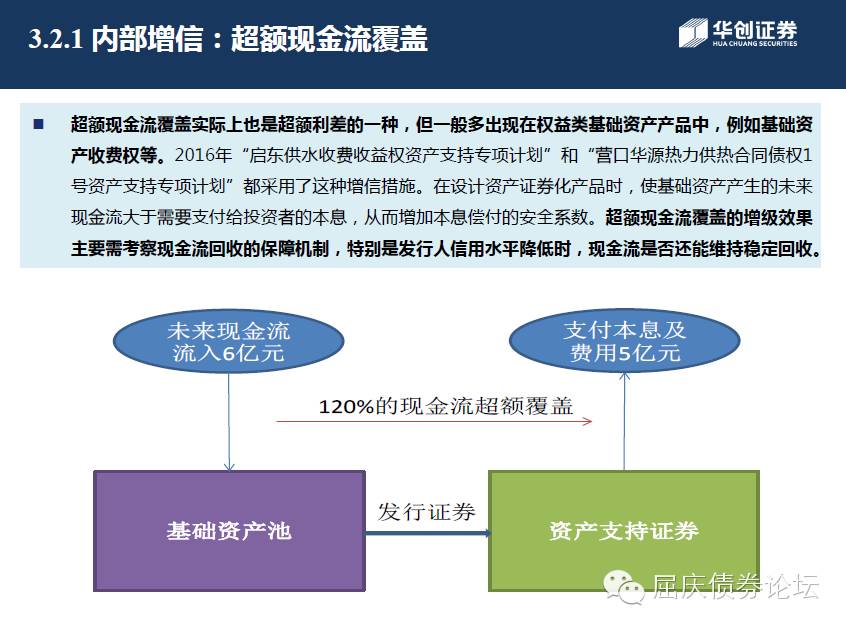 3.2.1 内部增信：超额现金流覆盖
华创证券
HUA CHUANG SECURITIES
■ 超额现金流覆盖实际上也是超额利差的一种，但一般多出现在权益类基础资产产品中，例如基础资
产收费权等。2016年“启东供水收费收益权资产支持专项计划”和“营口华源热力供热合同债权1
号资产支持专项计划”都采用了这种增信措施。在设计资产证券化产品时，使基础资产产生的未来
现金流大于需要支付给投资者的本息，从而增加本息偿付的安全系数。超额现金流覆盖的增级效果
主要需考察现金流回收的保障机制，特别是发行人信用水平降低时，现金流是否还能维持稳定回收。
未来现金流
流入6亿元
支付本息及
费用5亿元
120%的现金流超额覆盖
基础资产池
发行证券
资产支持证券
屈庆债券论坛